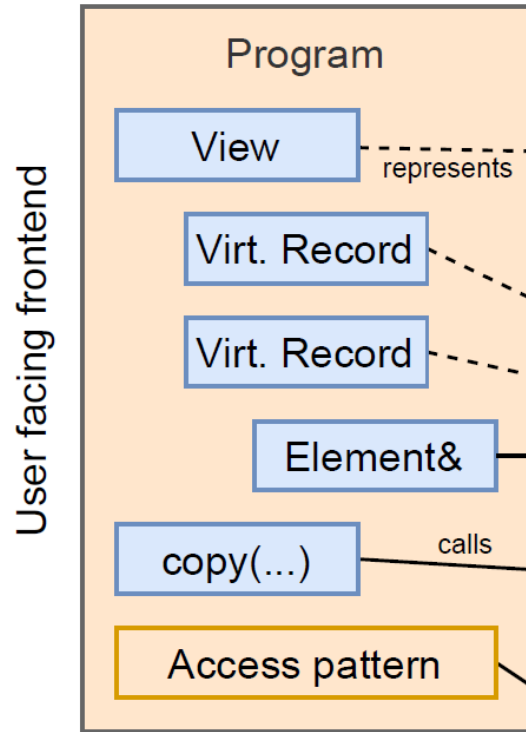 User facing frontend
Program
View
represents
Virt. Record
Virt. Record
Element&
calls
copy(...)
Access pattern